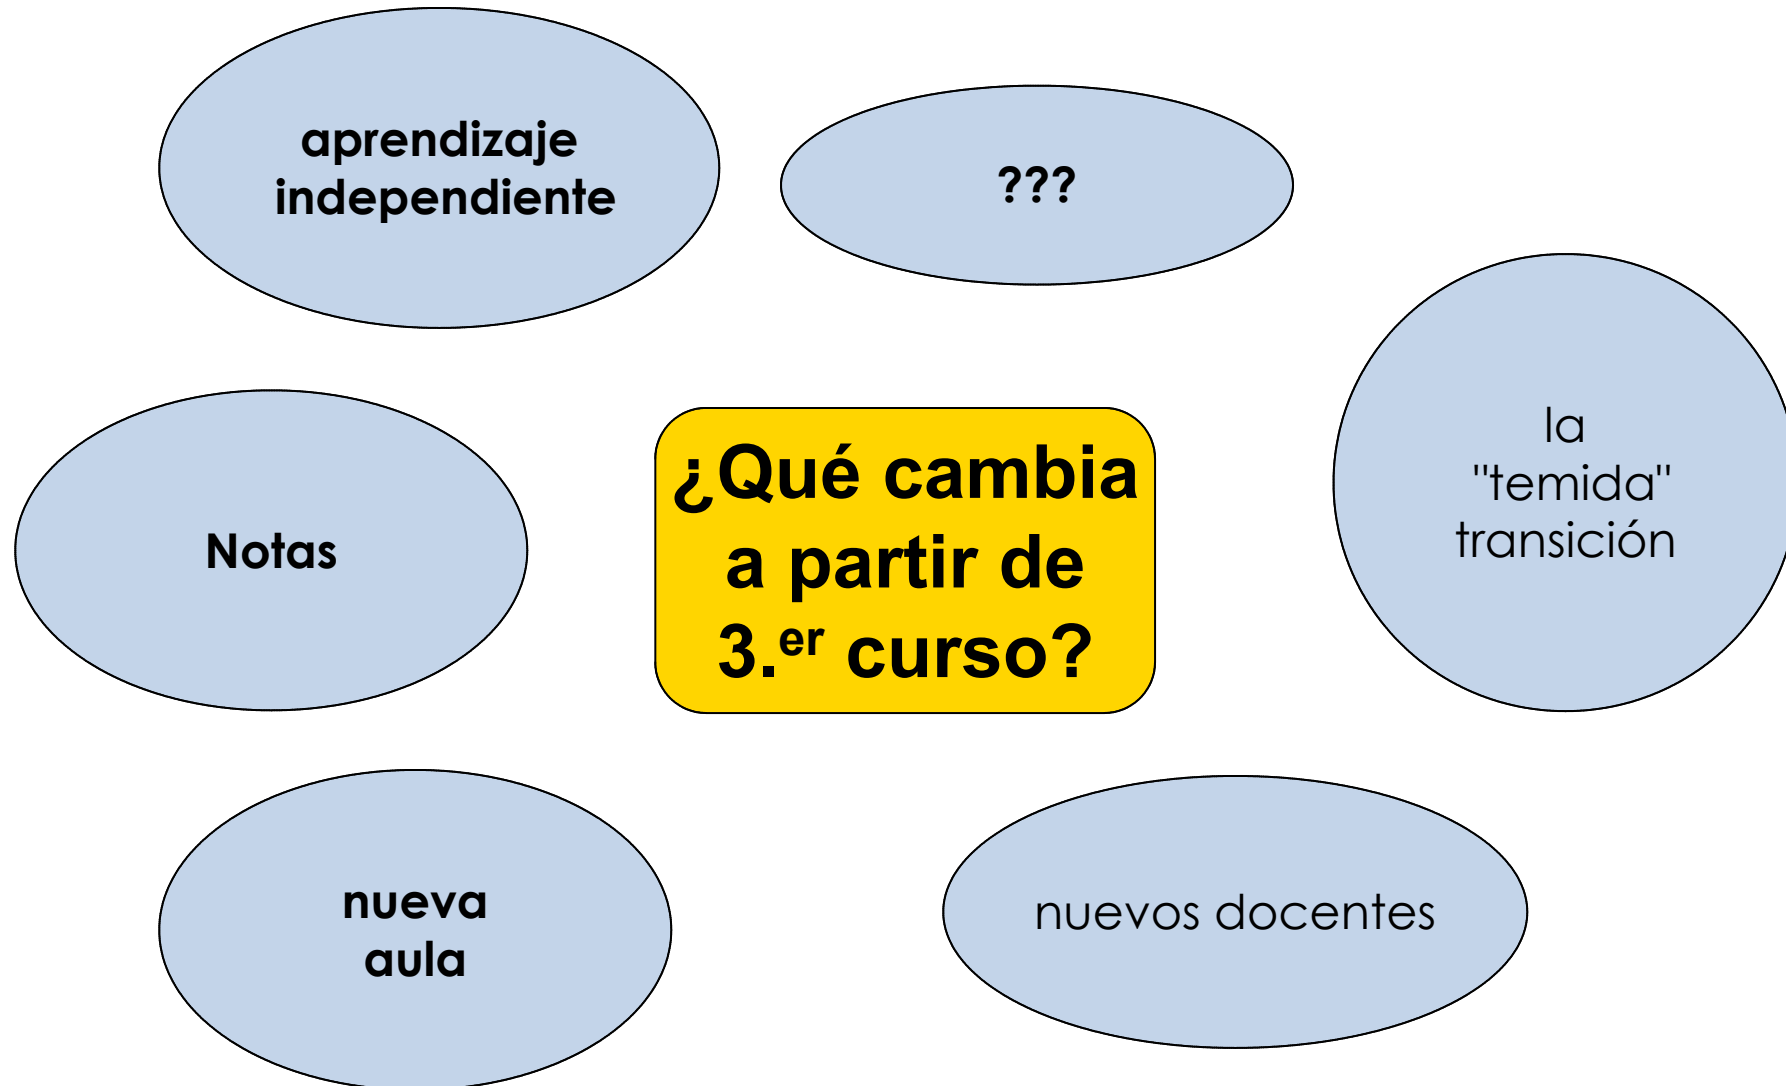 aprendizaje
independiente
???
la
"temida"
transición
¿Qué cambia
a partir de
3.er curso?
Notas
nueva
aula
nuevos docentes